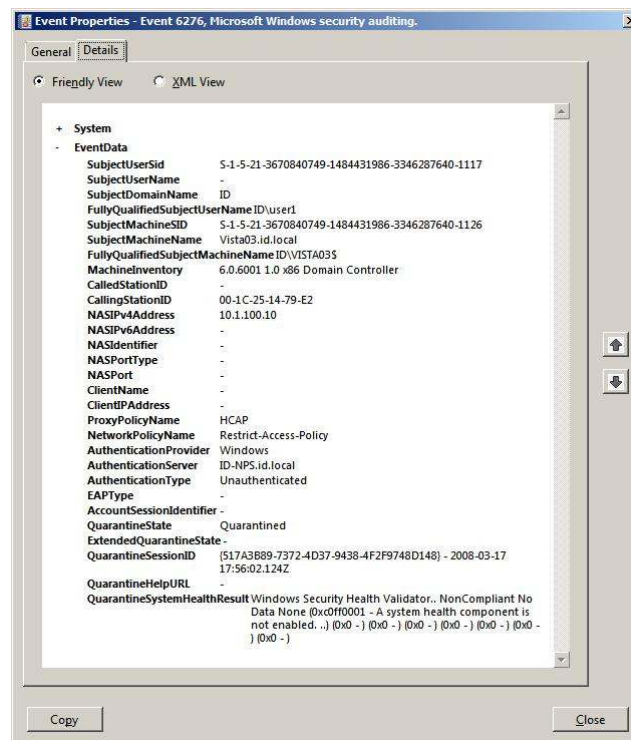 Event Properties - Event 6276, Microsoft Windows security auditing.
General Details
Friendly View XML View
+ System
- EventData
SubjectUserSid S-1-5-21-3670840749-1484431986-3346287640-1117
SubjectUserName -
SubjectDomainName ID
FullyQualifiedSubjectUserName ID\user1
SubjectMachineSID S-1-5-21-3670840749-1484431986-3346287640-1126
SubjectMachineName Vista03.id.local
FullyQualifiedSubjectMachineName ID\VISTA03$
MachineInventory 6.0.6001 1.0 x86 Domain Controller
CalledStationID -
CallingStationID 00-1C-25-14-79-E2
NASIPv4Address 10.1.100.10
NASIPv6Address -
NASIdentifier -
NASPortType -
NASPort -
ClientName -
ClientIPAddress -
ProxyPolicyName HCAP
NetworkPolicyName Restrict-Access-Policy
AuthenticationProvider Windows
AuthenticationServer ID-NPS.id.local
AuthenticationType Unauthenticated
EAPType -
AccountSessionIdentifier -
QuarantineState Quarantined
ExtendedQuarantineState -
QuarantineSessionID {517A3B89-7372-4D37-9438-4F2F9748D148} - 2008-03-17
17:56:02.124Z
QuarantineHelpURL -
QuarantineSystemHealthResult Windows Security Health Validator.. NonCompliant No
Data None (0xc0ff0001 - A system health component is
not enabled. ..) (0x0 - ) (0x0 - ) (0x0 - ) (0x0 - ) (0x0 -
) (0x0 - )
Copy Close